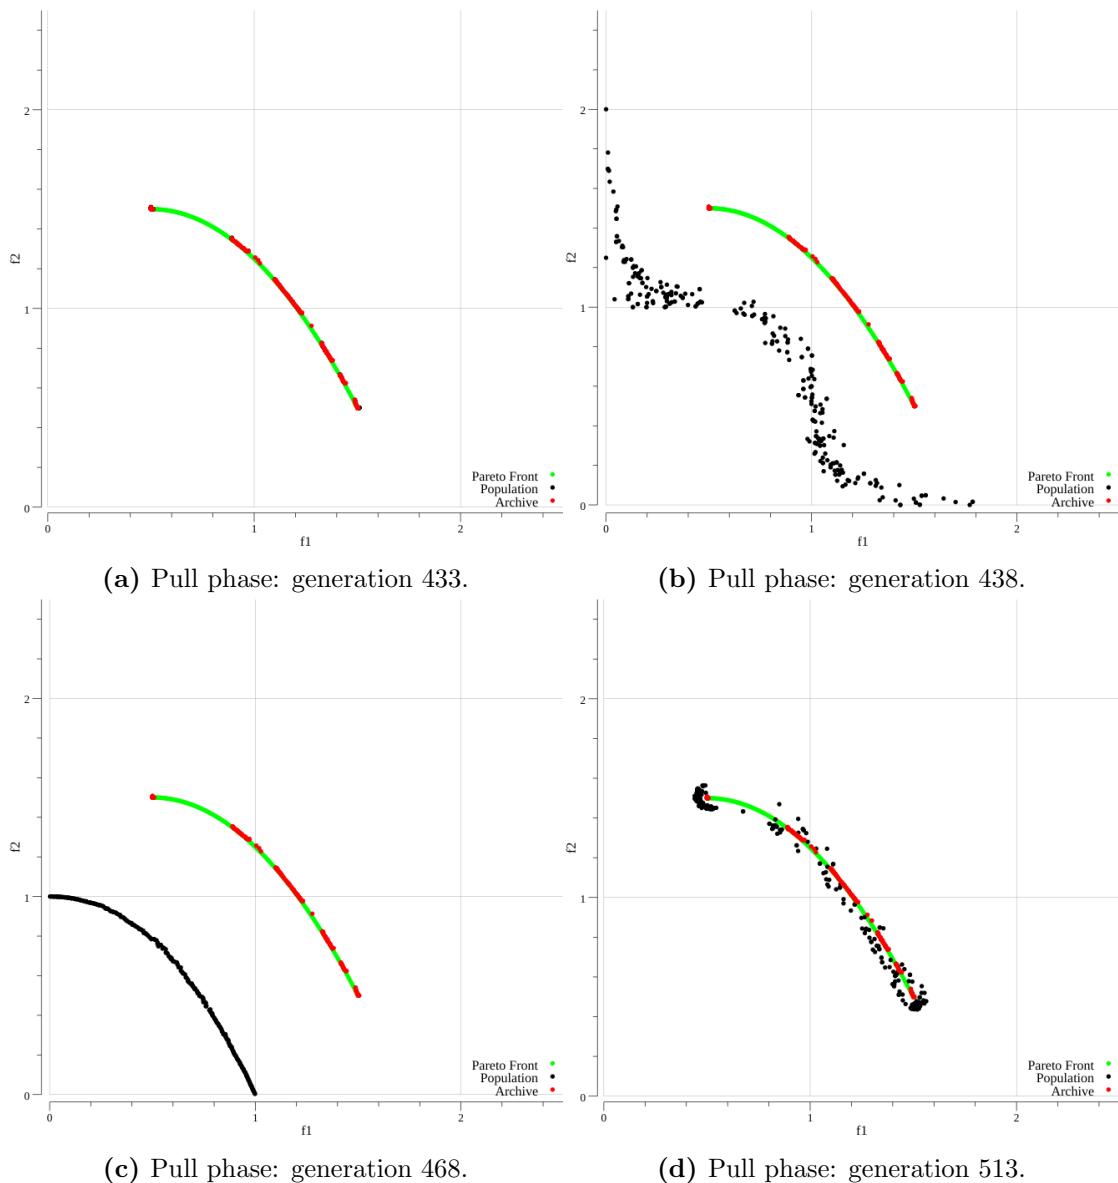 2
1
0
f2
Pareto Front
Population
Archive
0
1
2
f1
(a) Pull phase: generation 433.
2
1
0
f2
Pareto Front
Population
Archive
0
1
2
f1
(b) Pull phase: generation 438.
2
1
0
f2
Pareto Front
Population
Archive
0
1
2
f1
(c) Pull phase: generation 468.
2
1
0
f2
Pareto Front
Population
Archive
0
1
2
f1
(d) Pull phase: generation 513.